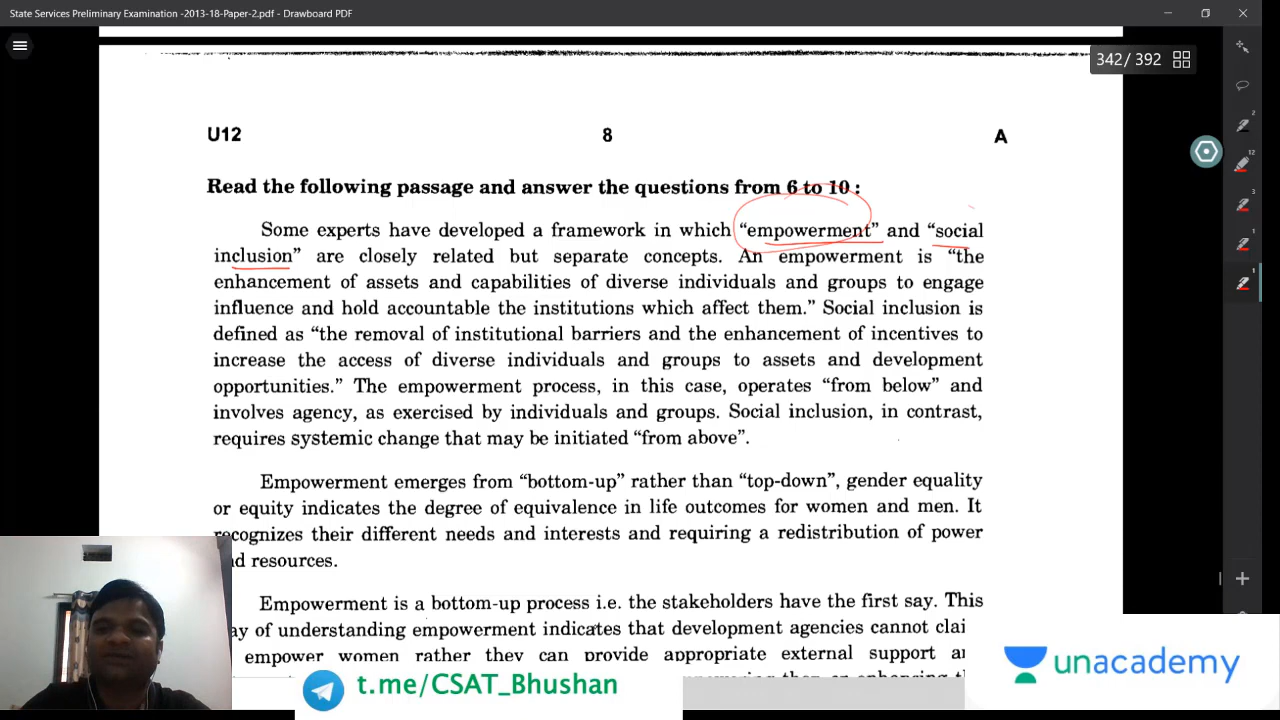 State Services Preliminary Examination -2013-18-Paper-2.pdf - Drawboard PDF
342/ 392
U12 8 A
Read the following passage and answer the questions from 6 to 10 :
Some experts have developed a framework in which “empowerment” and “social
inclusion” are closely related but separate concepts. An empowerment is “the
enhancement of assets and capabilities of diverse individuals and groups to engage
influence and hold accountable the institutions which affect them.” Social inclusion is
defined as “the removal of institutional barriers and the enhancement of incentives to
increase the access of diverse individuals and groups to assets and development
opportunities.” The empowerment process, in this case, operates “from below” and
involves agency, as exercised by individuals and groups. Social inclusion, in contrast,
requires systemic change that may be initiated “from above”.
Empowerment emerges from “bottom-up” rather than “top-down”, gender equality
or equity indicates the degree of equivalence in life outcomes for women and men. It
recognizes their different needs and interests and requiring a redistribution of power
resources.
Empowerment is a bottom-up process i.e. the stakeholders have the first say. This
of understanding empowerment indicates that development agencies cannot
empower women rather they can provide appropriate external support
t.me/CSAT_Bhushan
unacademy